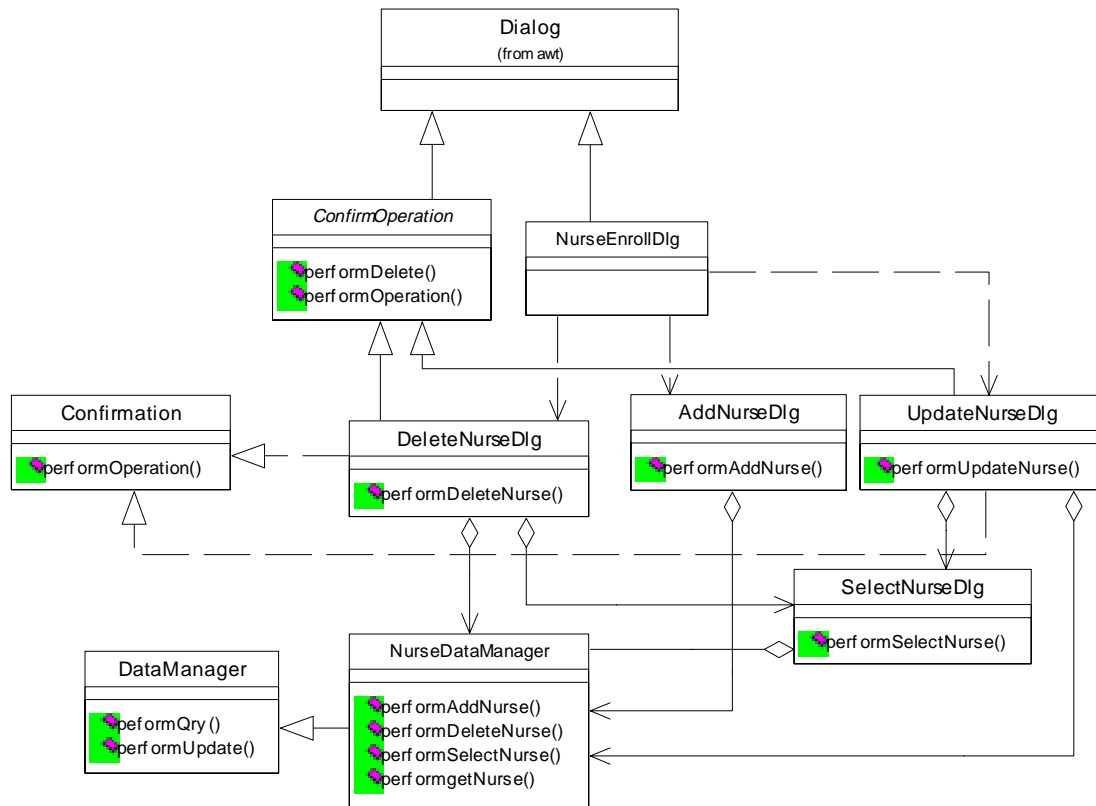 Dialog
(from awt)
ConfirmOperation
performDelete()
performOperation()
NurseEnrollDlg
Confirmation
performOperation()
DeleteNurseDlg
performDeleteNurse()
AddNurseDlg
performAddNurse()
UpdateNurseDlg
performUpdateNurse()
SelectNurseDlg
performSelectNurse()
DataManager
performQry()
performUpdate()
NurseDataManager
performAddNurse()
performDeleteNurse()
performSelectNurse()
performgetNurse()